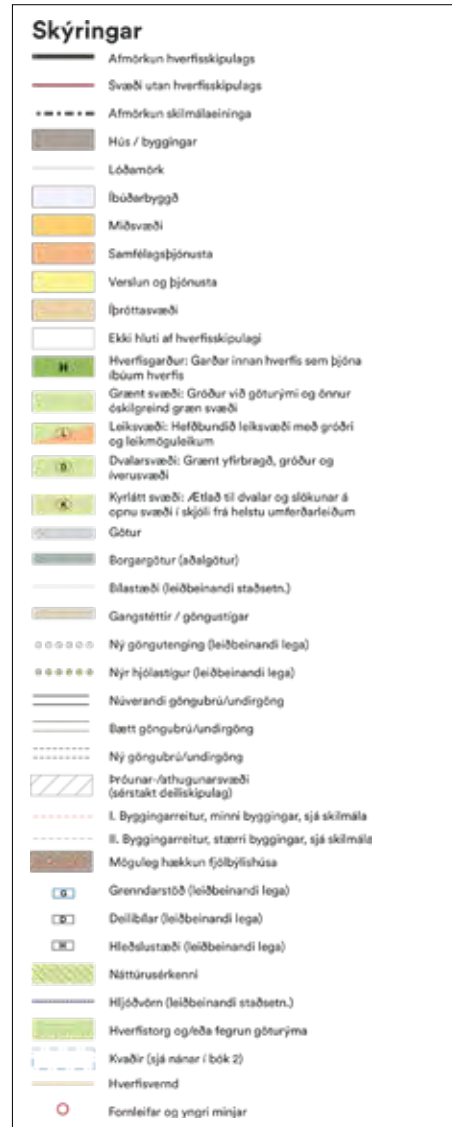 Skýringar
Afmörkun hverfisskipulags
Svæði utan hverfisskipulags
Afmörkun skilmálaeininga
Hús / byggingar
Lóðamörk
Íbúðarbyggð
Miðsvæði
Samfélagsþjónusta
Verslun og þjónusta
Íþróttasvæði
Ekki hluti af hverfisskipulagi
H
Hverfisgarður: Garðar innan hverfis sem þjóna
íbúum hverfis
Grænt svæði: Gróður við göturými og önnur
óskilgreind græn svæði
L
Leiksvæði: Hefðbundið leiksvæði með gróðri
og leikmöguleikum
D
Dvalarsvæði: Grænt yfirbragð, gróður og
íverusvæði
K
Kyrlátt svæði: Ætlað til dvalar og slökunar á
opnu svæði í skjóli frá helstu umferðarleiðum
Götur
Borgargötur (aðalgötur)
Bílastæði (leiðbeinandi staðsetn.)
Gangstéttir / göngustígar
Ný göngutenging (leiðbeinandi lega)
Nýr hjólastígur (leiðbeinandi lega)
Núverandi göngubrú/undirgöng
Bætt göngubrú/undirgöng
Ný göngubrú/undirgöng
Þróunar-/athugunarsvæði
(sérstakt deiliskipulag)
I. Byggingarreitur, minni byggingar, sjá skilmála
II. Byggingarreitur, stærri byggingar, sjá skilmála
Möguleg hækkun fjölbýlishúsa
G
Grenndarstöð (leiðbeinandi lega)
D
Deilibílar (leiðbeinandi lega)
H
Hleðslustæði (leiðbeinandi lega)
Náttúrusérkenni
Hljóðvörn (leiðbeinandi staðsetn.)
Hverfistorg og/eða fegrun göturýma
Kvaðir (sjá nánar í bók 2)
Hverfisvernd
Fornleifar og yngri minjar